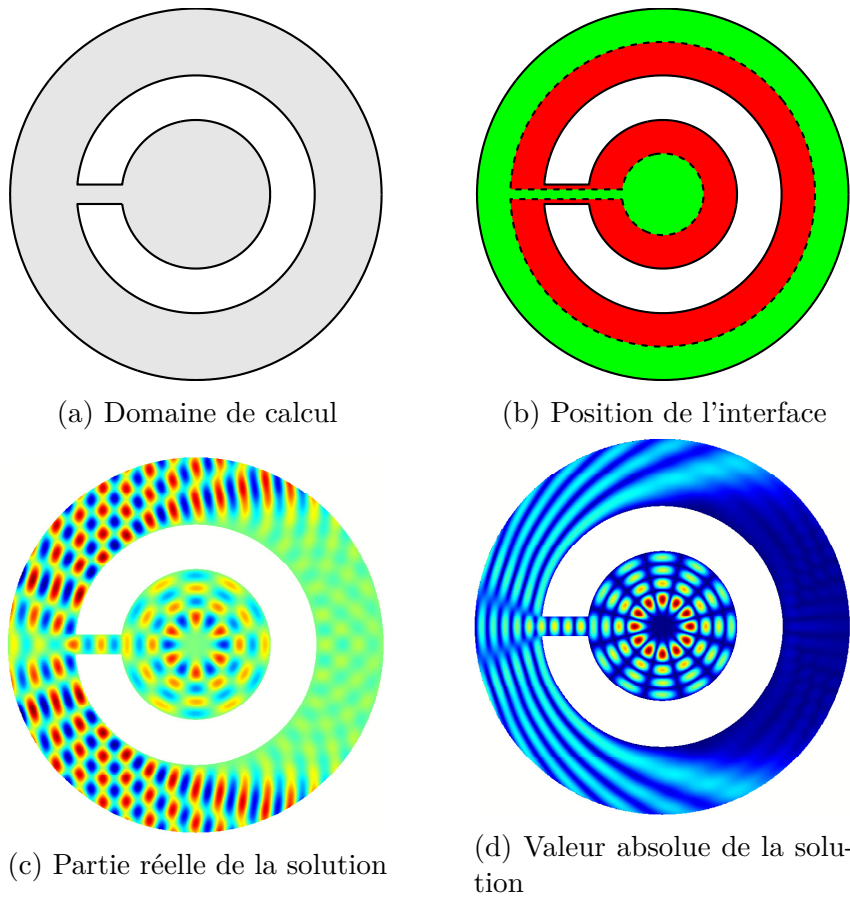 (a) Domaine de calcul
(b) Position de l'interface
(c) Partie réelle de la solution
(d) Valeur absolue de la solu-
tion